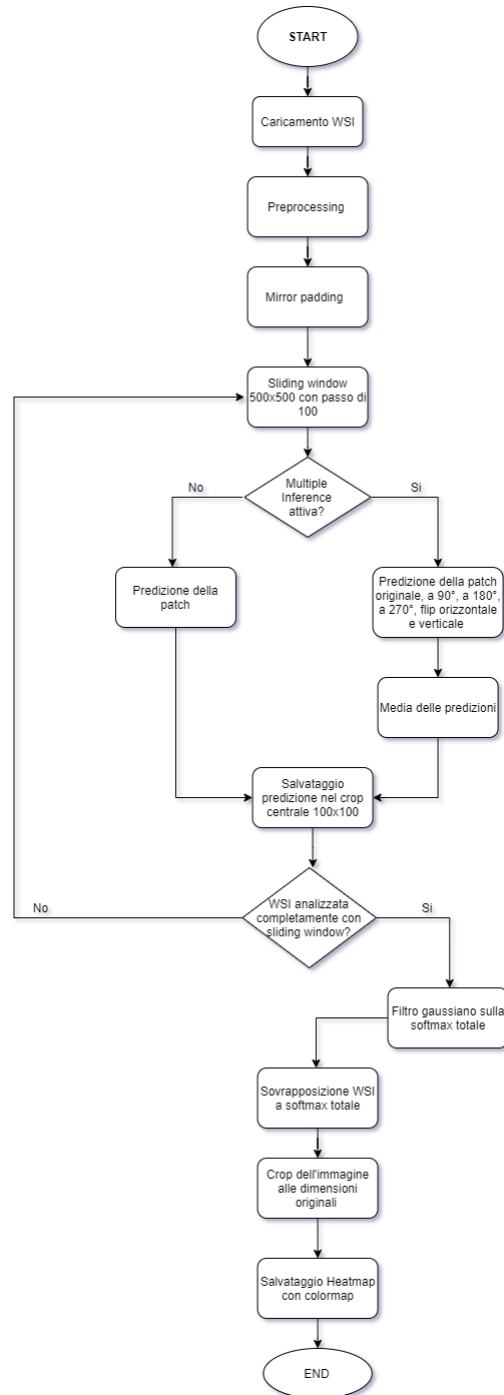 START
Caricamento WSI
Preprocessing
Mirror padding
Sliding window
500x500 con passo di
100
Multiple
Inference
attiva?
No
Si
Predizione della
patch
Predizione della patch
originale, a 90°, a 180°,
a 270°, flip orizzontale
e verticale
Media delle predizioni
Salvataggio
predizione nel crop
centrale 100x100
WSI analizzata
completamente con
sliding window?
No
Si
Filtro gaussiano sulla
softmax totale
Sovrapposizione WSI
a softmax totale
Crop dell'immagine
alle dimensioni
originali
Salvataggio Heatmap
con colormap
END